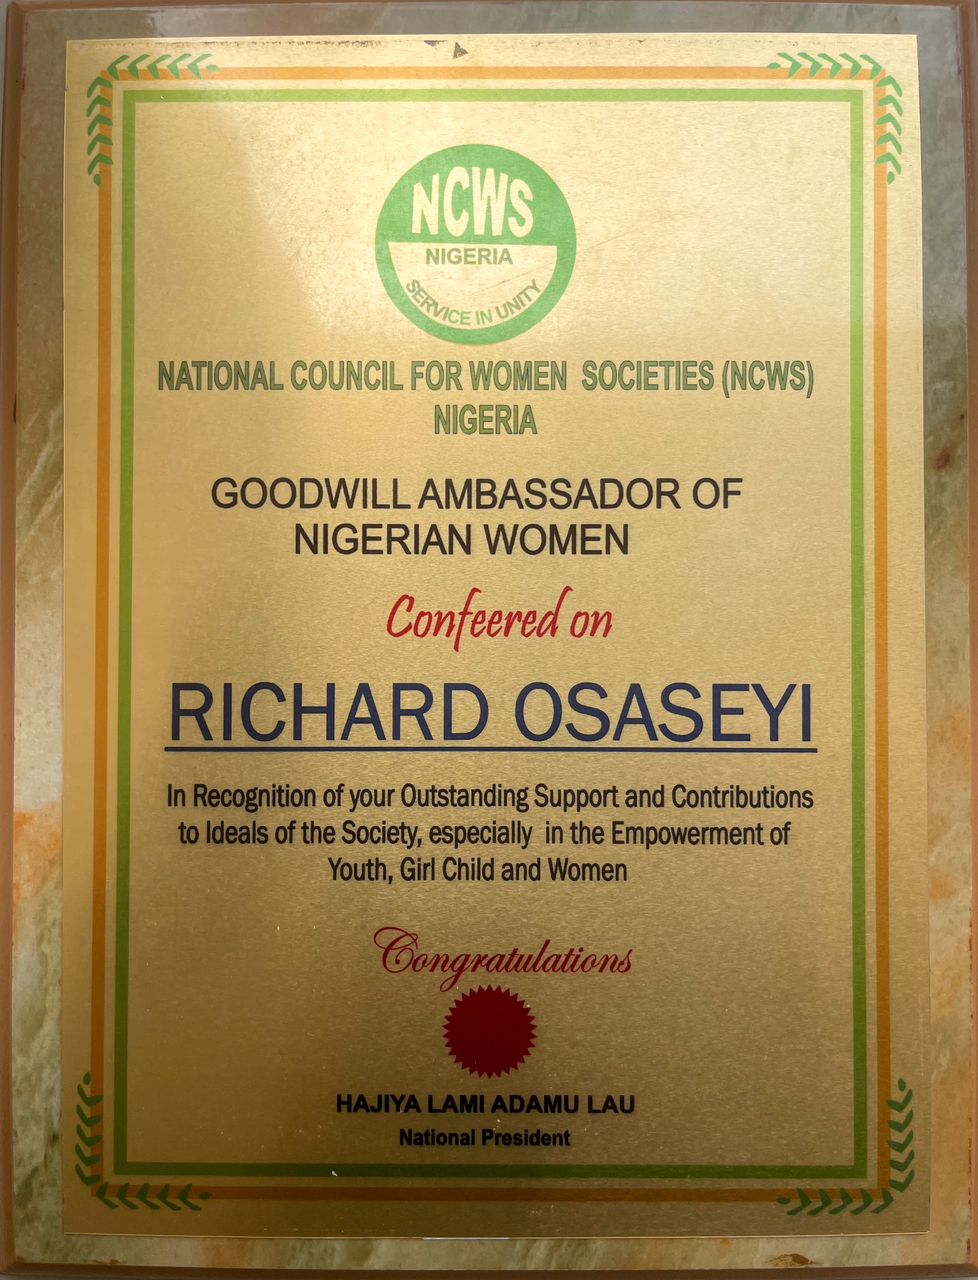 NCWS
NIGERIA
SERVICE IN UNITY
NATIONAL COUNCIL FOR WOMEN SOCIETIES (NCWS)
NIGERIA
GOODWILL AMBASSADOR OF
NIGERIAN WOMEN
Confeered on
RICHARD OSASEYI
In Recognition of your Outstanding Support and Contributions
to Ideals of the Society, especially in the Empowerment of
Youth, Girl Child and Women
Congratulations
HAJIYA LAMI ADAMU LAU
National President